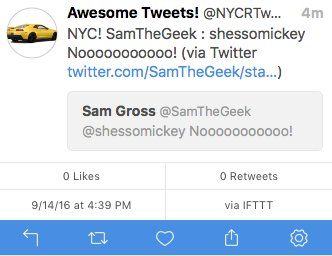 Awesome Tweets! @NYCRTw... 4m
NYC! SamTheGeek : shessomickey
Nooooooooooo! (via Twitter
twitter.com/SamTheGeek/sta...)
Sam Gross @SamTheGeek
@shessomickey Nooooooooooo!
0 Likes 0 Retweets
9/14/16 at 4:39 PM via IFTTT